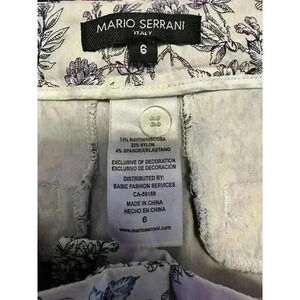 MARIO SERRANI
ITALY
6
74% RAYON/VISCOSA
22% NYLON
4% SPANDEX/ELASTANO
EXCLUSIVE OF DECORATION
EXCLUSIVO DE DECORACIÓN
DISTRIBUTED BY:
BASIC FASHION SERVICES
CA-59169
MADE IN CHINA
HECHO EN CHINA
6
www.marioserrani.com